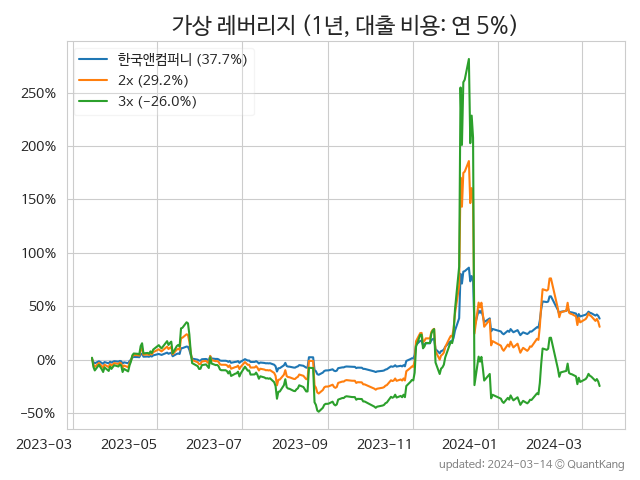 가상 레버리지 (1년, 대출 비용: 연 5%)
한국앤컴퍼니 (37.7%)
2x (29.2%)
3x (−26.0%)
250%
200%
150%
100%
50%
0%
−50%
2023-03 2023-05 2023-07 2023-09 2023-11 2024-01 2024-03
updated: 2024-03-14 © QuantKang